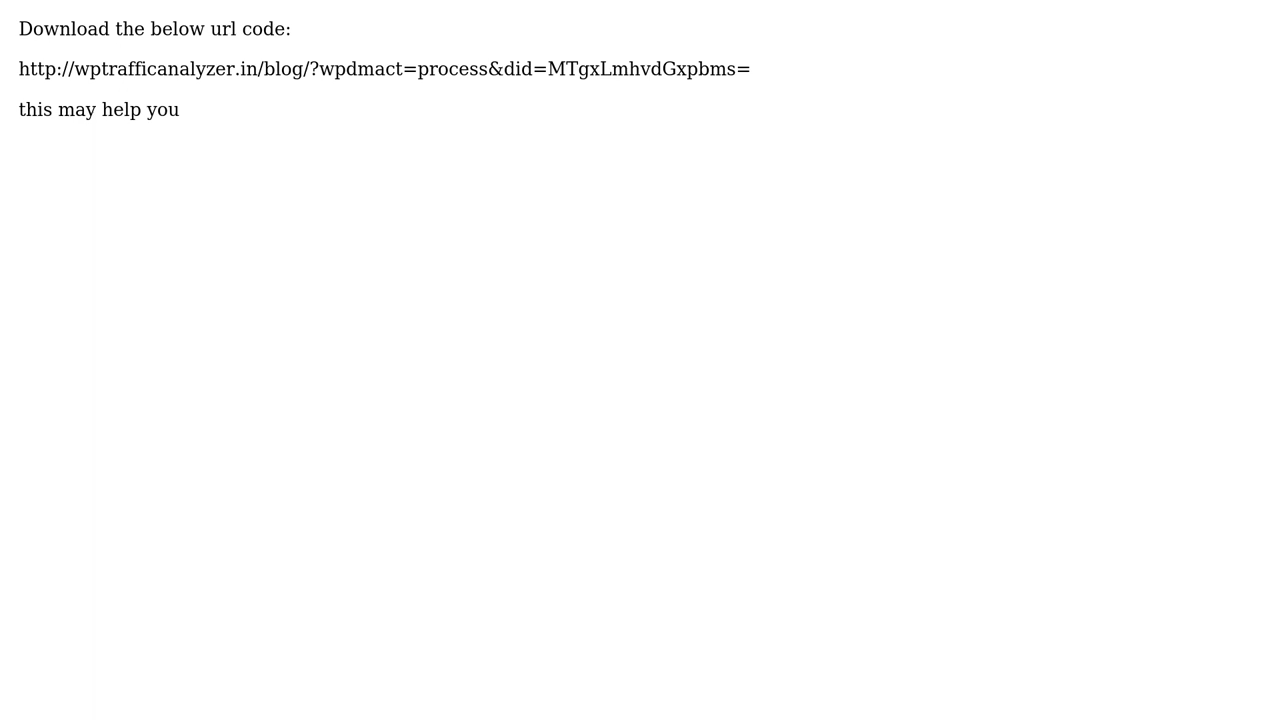 Download the below url code:
http://wptrafficanalyzer.in/blog/?wpdmact=process&did=MTgxLmhvdGxpbms=
this may help you